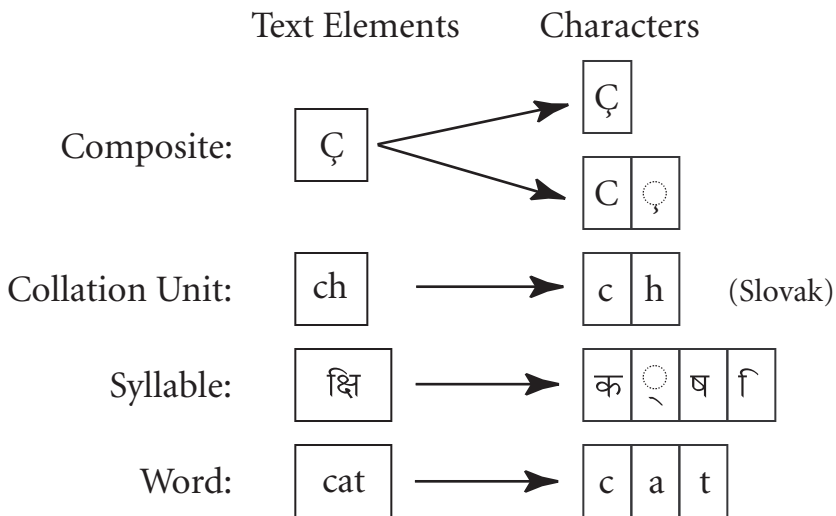 Text Elements Characters
Ç
Composite: Ç
C ◌̧
Collation Unit: ch c h (Slovak)
Syllable: क्षि क ◌् ष ि
Word: cat c a t